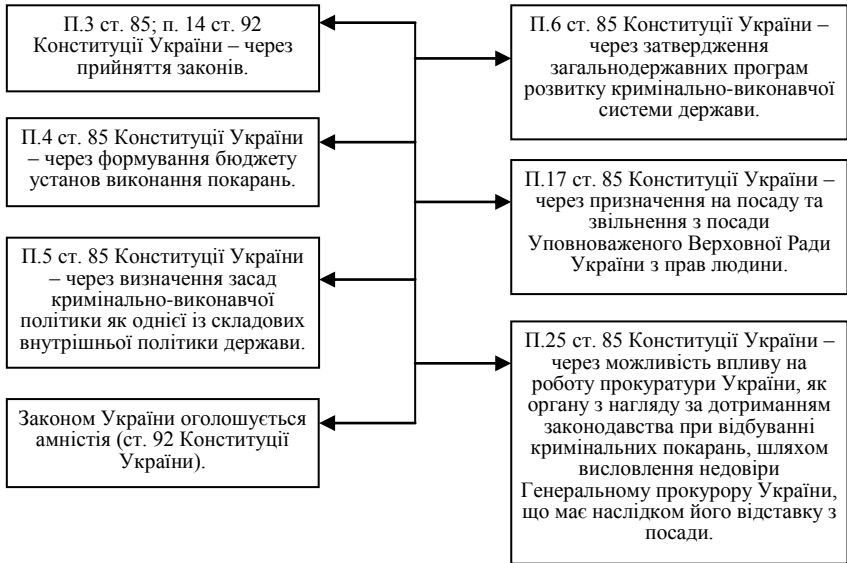 П.3 ст. 85; п. 14 ст. 92
Конституції України – через
прийняття законів.
П.4 ст. 85 Конституції України
– через формування бюджету
установ виконання покарань.
П.5 ст. 85 Конституції України
– через визначення засад
кримінально-виконавчої
політики як однієї із складових
внутрішньої політики держави.
Законом України оголошується
амністія (ст. 92 Конституції
України).
П.6 ст. 85 Конституції України –
через затвердження
загальнодержавних програм
розвитку кримінально-виконавчої
системи держави.
П.17 ст. 85 Конституції України –
через призначення на посаду та
звільнення з посади
Уповноваженого Верховної Ради
України з прав людини.
П.25 ст. 85 Конституції України –
через можливість впливу на
роботу прокуратури України, як
органу з нагляду за дотриманням
законодавства при відбуванні
кримінальних покарань, шляхом
висловлення недовіри
Генеральному прокурору України,
що має наслідком його відставку з
посади.